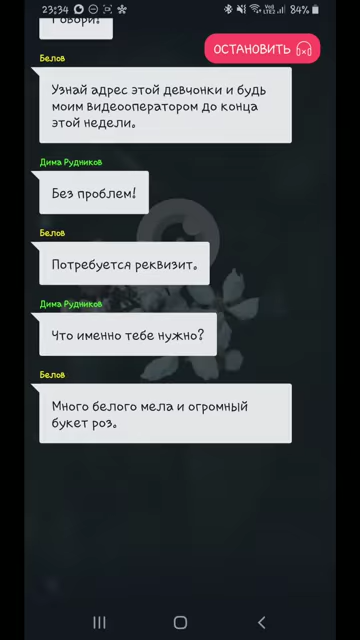 23:34
VoLTE2 84%
Говори!
ОСТАНОВИТЬ
Белов
Узнай адрес этой девчонки и будь
моим видеооператором до конца
этой недели.
Дима Рудников
Без проблем!
Белов
Потребуется реквизит.
Дима Рудников
Что именно тебе нужно?
Белов
Много белого мела и огромный
букет роз.